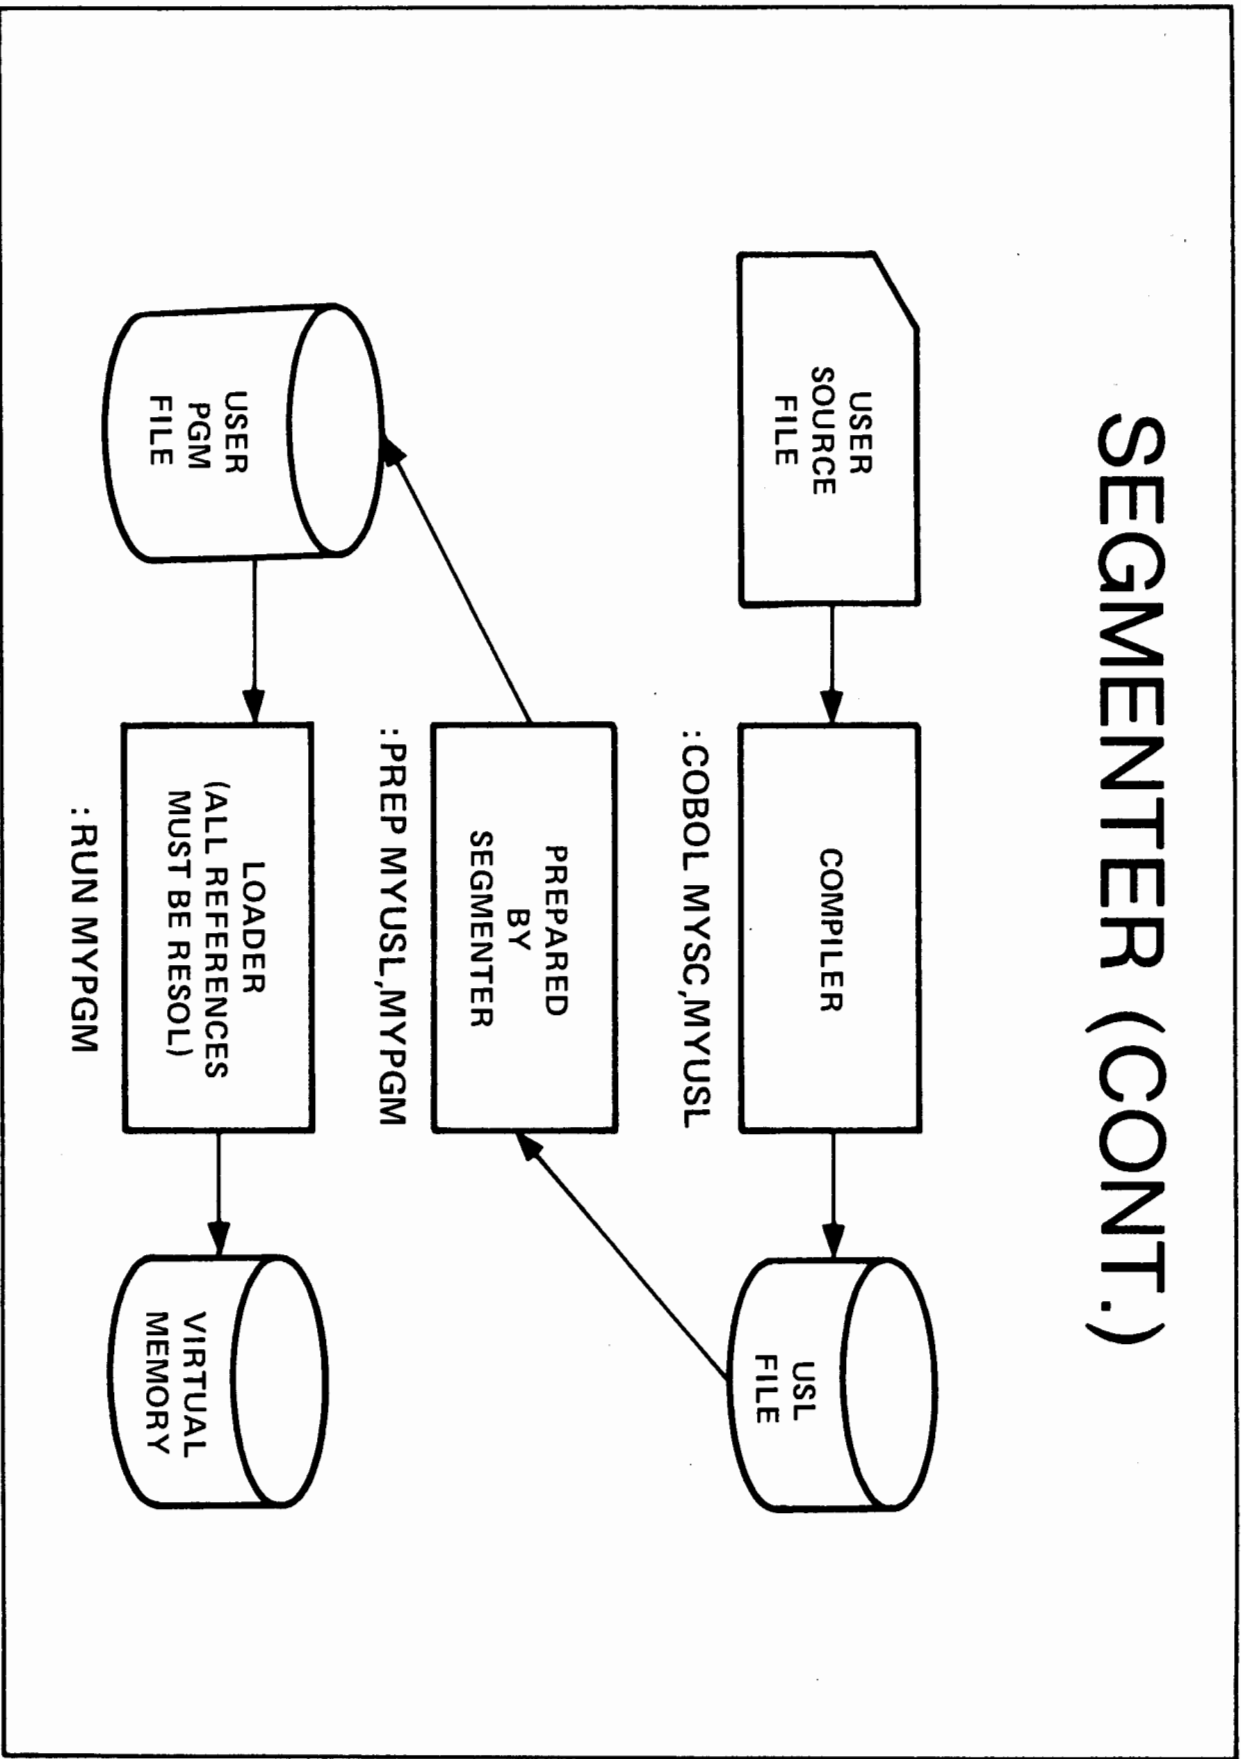 SEGMENTER (CONT.)
USER
SOURCE
FILE
COMPILER
:COBOL MYSC,MYUSL
USL
FILE
PREPARED
BY
SEGMENTER
:PREP MYUSL,MYPGM
USER
PGM
FILE
LOADER
(ALL REFERENCES
MUST BE RESOL)
:RUN MYPGM
VIRTUAL
MEMORY